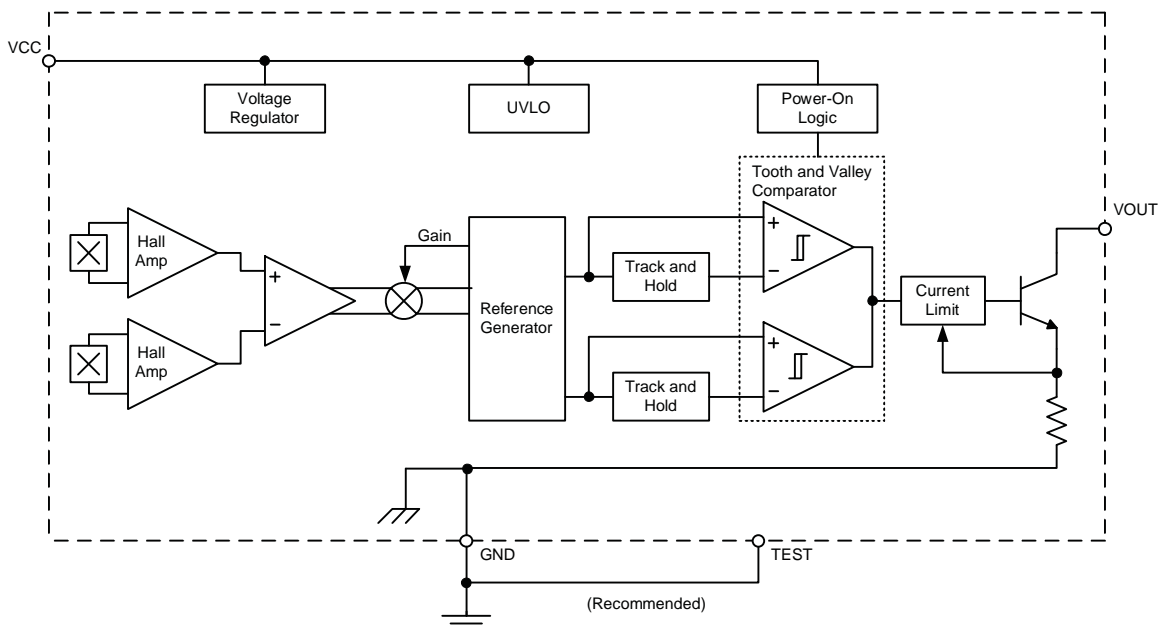 VCC
Voltage
Regulator
UVLO
Power-On
Logic
Tooth and Valley
Comparator
VOUT
Hall
Amp
+
−
Gain
Reference
Generator
Track and
Hold
+
−
Current
Limit
Hall
Amp
Track and
Hold
+
−
GND
TEST
(Recommended)